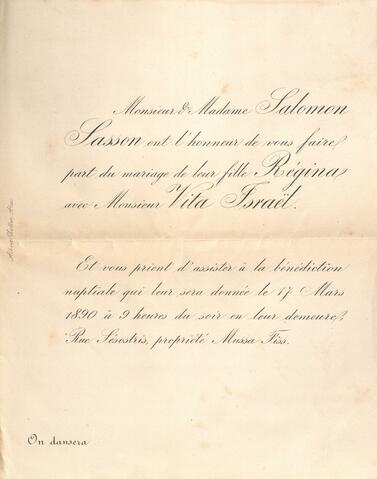 Monsieur & Madame Salomon
Sasson ont l'honneur de vous faire
part du mariage de leur fille Régina
avec Monsieur Vita Israël.
Et vous prient d'assister à la bénédiction
nuptiale qui leur sera donnée le 17 Mars
1890 à 9 heures du soir en leur demeure,
Rue Sésostris, propriété Mussa Fiss.
On dansera